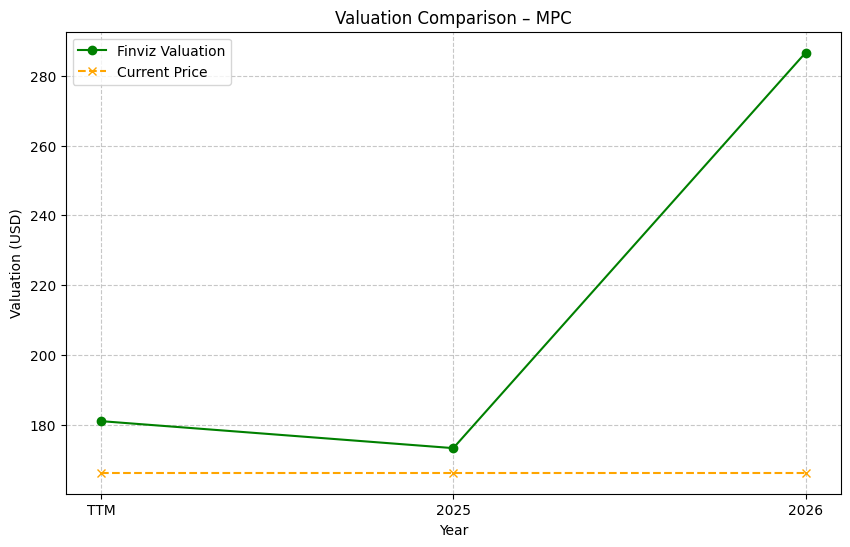 Valuation Comparison – MPC
Finviz Valuation
Current Price
280
260
240
220
200
180
Valuation (USD)
TTM
2025
2026
Year